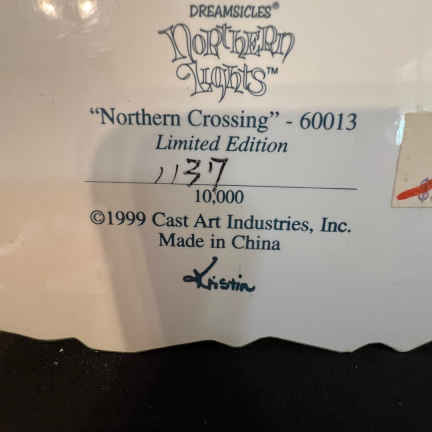 DREAMSICLES®
Northern
Lights™
“Northern Crossing” - 60013
Limited Edition
1137
10,000
©1999 Cast Art Industries, Inc.
Made in China
Kristin